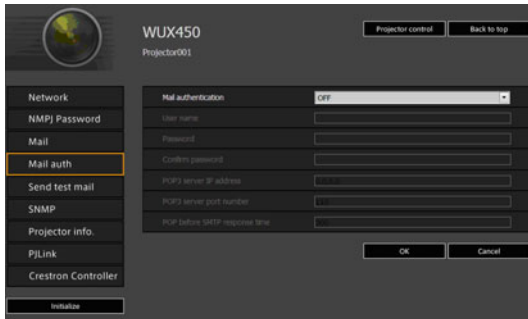 WUX450
Projector001
Projector control
Back to top
Network
NMPJ Password
Mail
Mail auth
Send test mail
SNMP
Projector info.
PJLink
Crestron Controller
Initialize
Mail authentication
OFF
User name
Password
Confirm password
POP3 server IP address
POP3 server port number
POP before SMTP response time
OK
Cancel